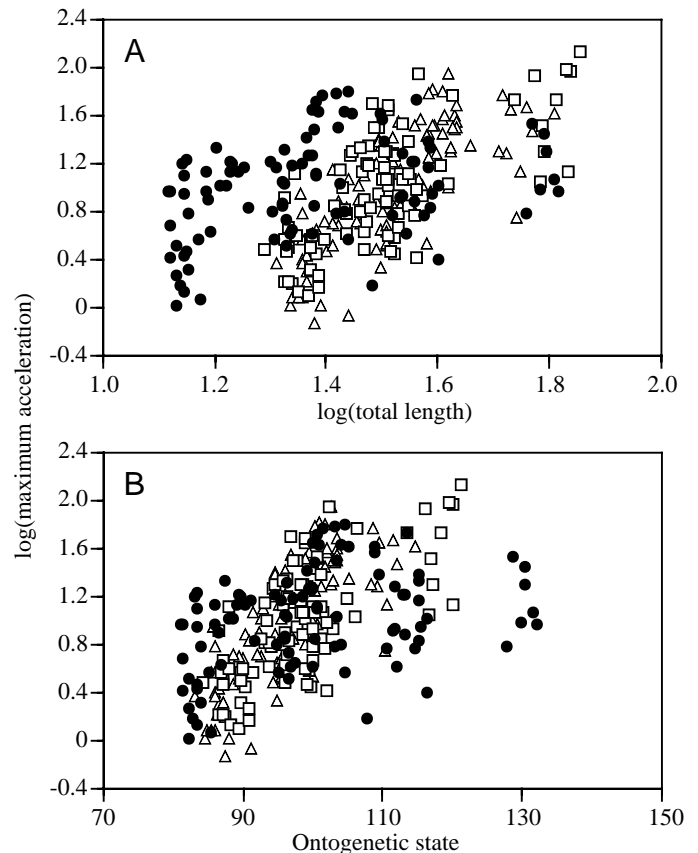 2.4
A
2.0
1.6
1.2
0.8
0.4
0
-0.4
1.0 1.2 1.4 1.6 1.8 2.0
log(total length)
log(maximum acceleration)
2.4
B
2.0
1.6
1.2
0.8
0.4
0
-0.4
70 90 110 130 150
Ontogenetic state